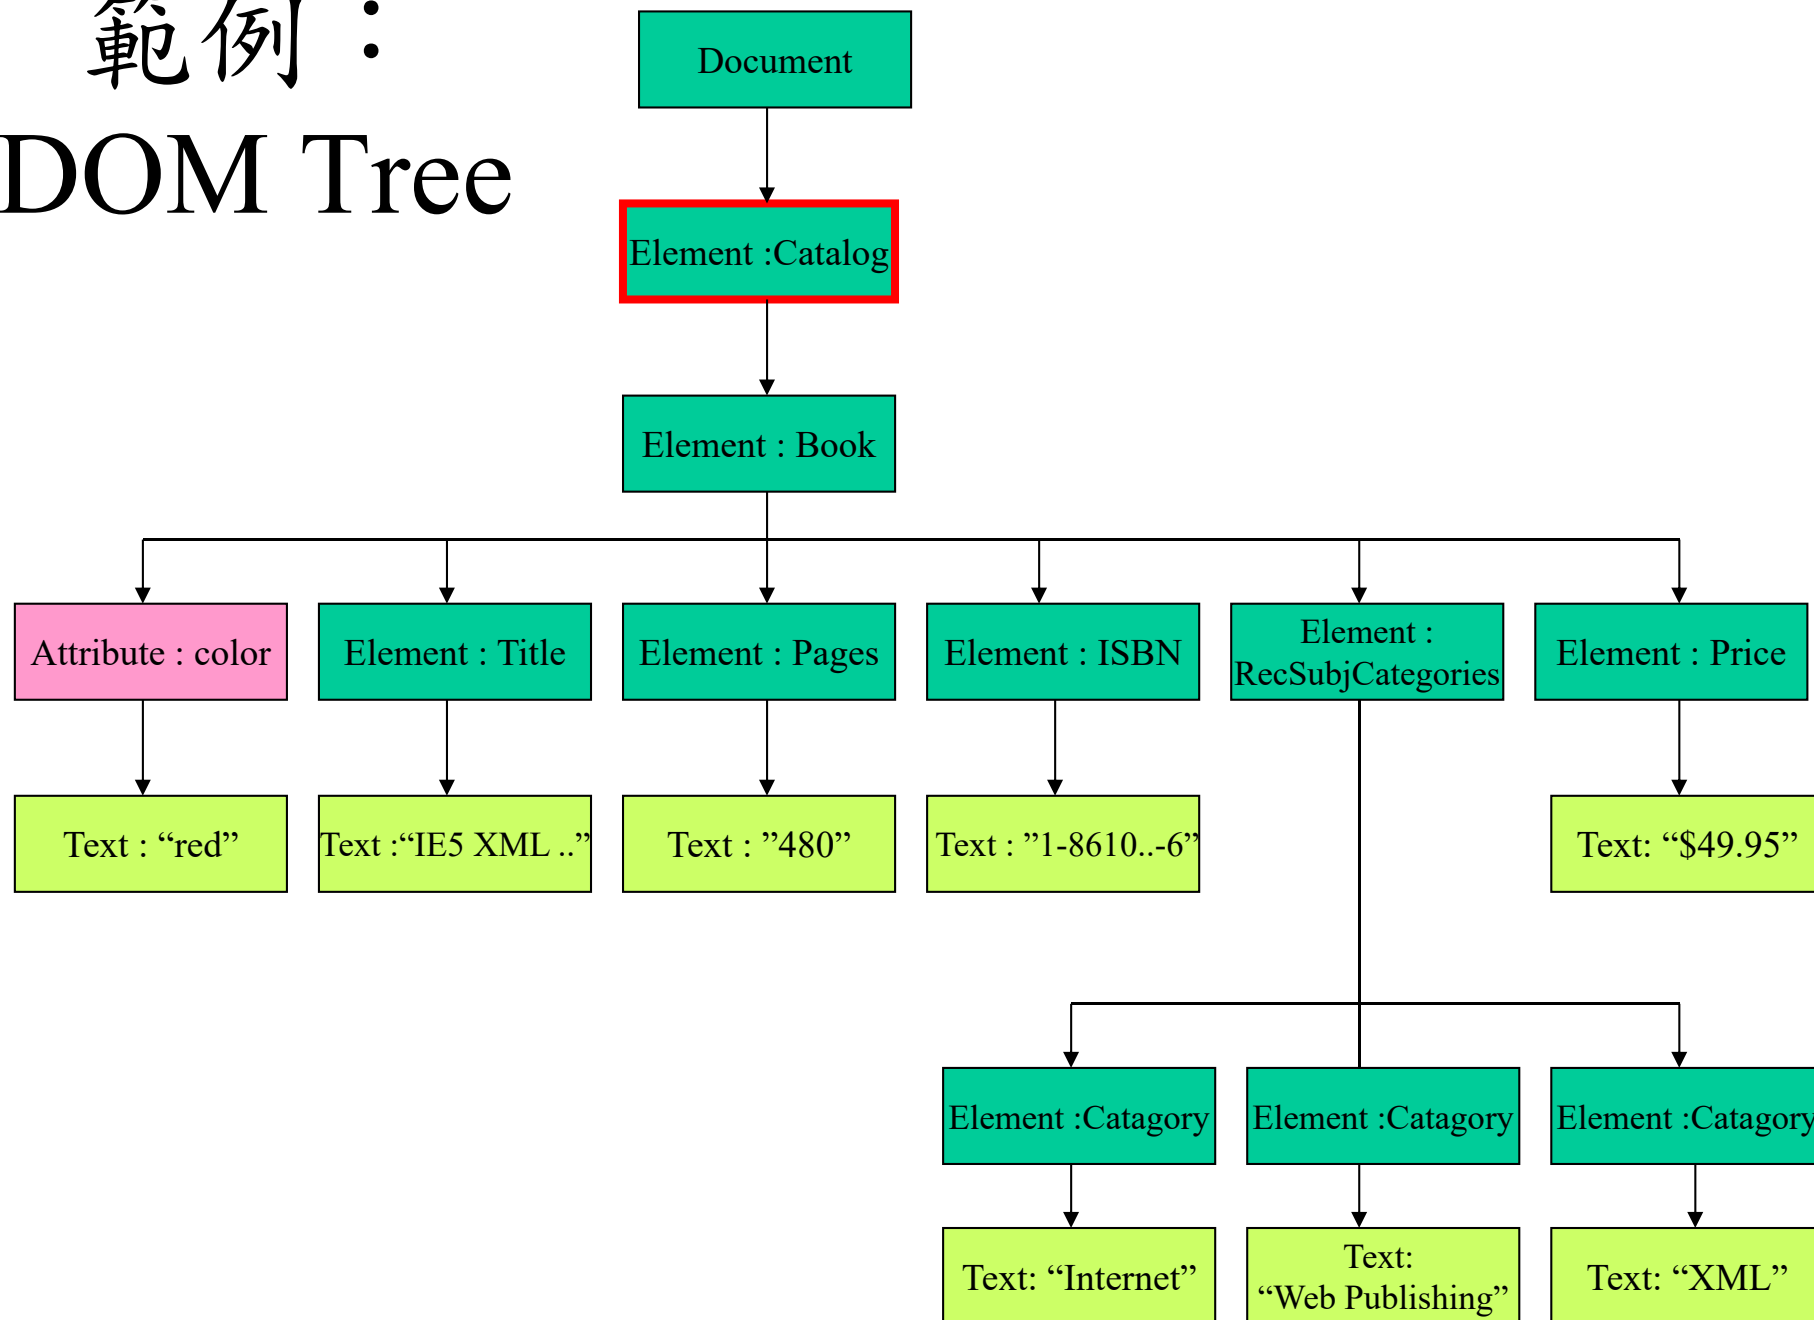 範例：
DOM Tree
Document
Element :Catalog
Element : Book
Attribute : color
Element : Title
Element : Pages
Element : ISBN
Element :
RecSubjCategories
Element : Price
Text : “red”
Text :“IE5 XML ..”
Text : ”480”
Text : ”1-8610..-6”
Text: “$49.95”
Element :Catagory
Element :Catagory
Element :Catagory
Text: “Internet”
Text:
“Web Publishing”
Text: “XML”